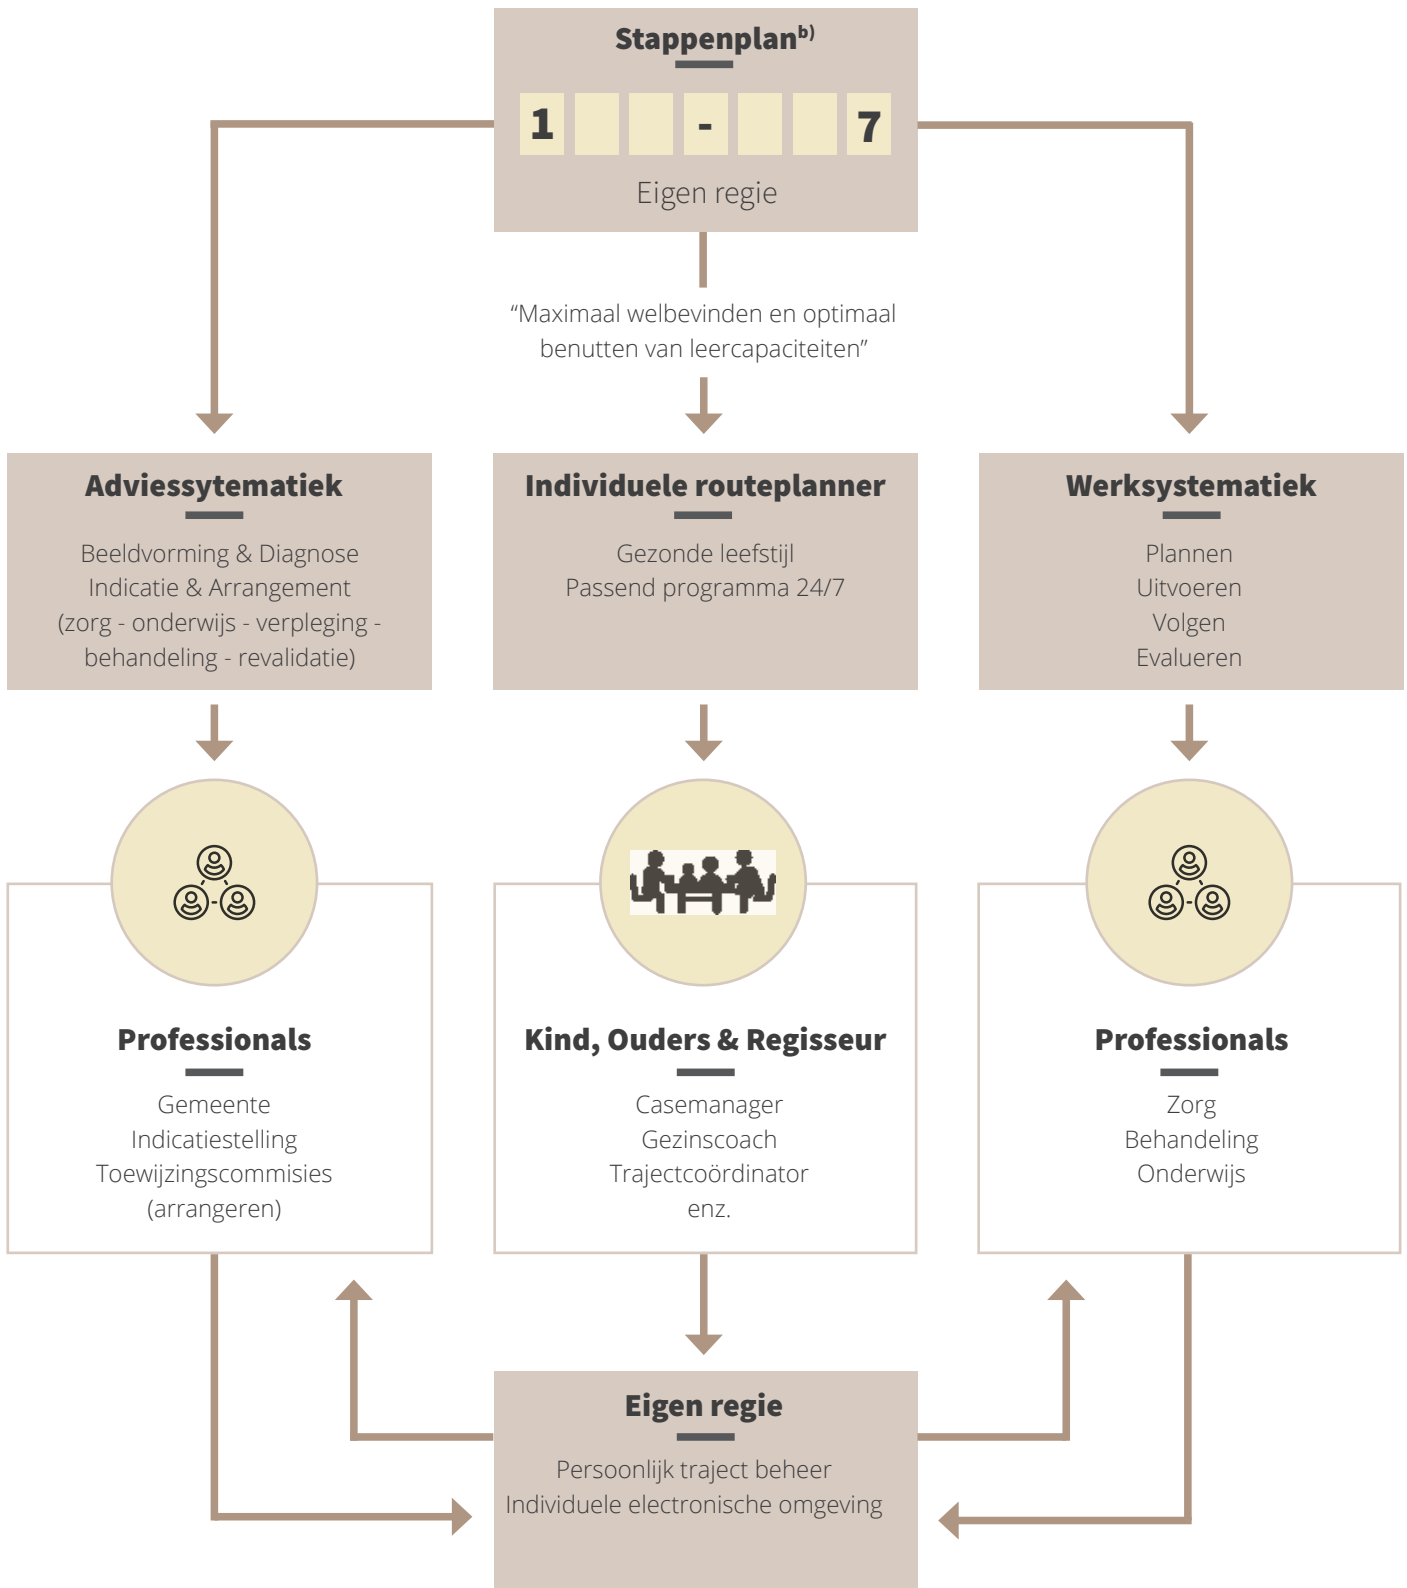 Stappenplan b)
1 - 7
Eigen regie
“Maximaal welbevinden en optimaal
benutten van leercapaciteiten”
Adviessytematiek
Beeldvorming & Diagnose
Indicatie & Arrangement
(zorg - onderwijs - verpleging -
behandeling - revalidatie)
Individuele routeplanner
Gezonde leefstijl
Passend programma 24/7
Werksystematiek
Plannen
Uitvoeren
Volgen
Evalueren
Professionals
Gemeente
Indicatiestelling
Toewijzingscommisies
(arrangeren)
Kind, Ouders & Regisseur
Casemanager
Gezinscoach
Trajectcoördinator
enz.
Professionals
Zorg
Behandeling
Onderwijs
Eigen regie
Persoonlijk traject beheer
Individuele electronische omgeving